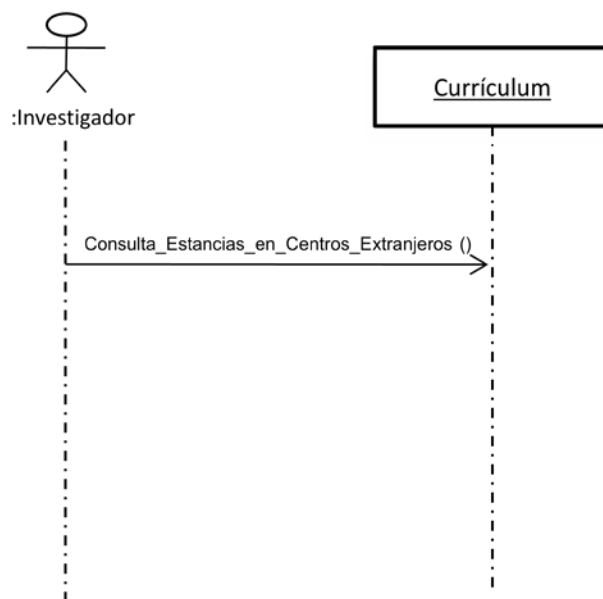 :Investigador
Currículum
Consulta_Estancias_en_Centros_Extranjeros ()